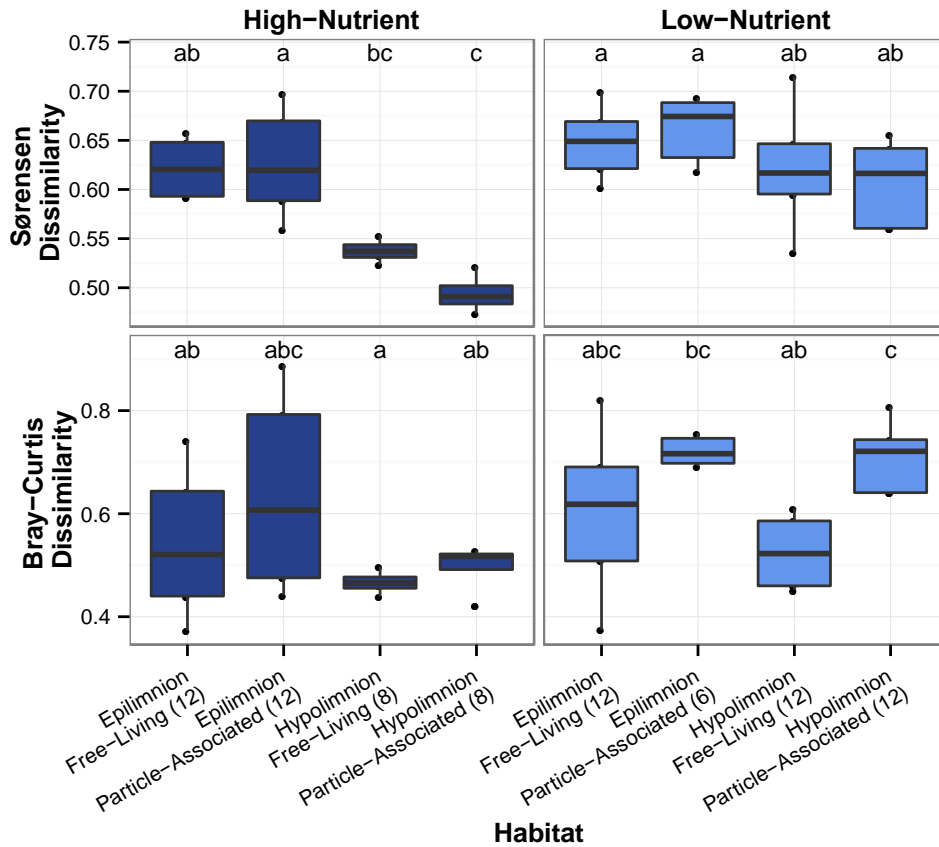 High−Nutrient
Low−Nutrient
Sørensen
Dissimilarity
0.75
0.70
0.65
0.60
0.55
0.50
ab
a
bc
c
a
a
ab
ab
Bray−Curtis
Dissimilarity
0.8
0.6
0.4
ab
abc
a
ab
abc
bc
ab
c
Epilimnion
Free−Living (12)
Epilimnion
Particle−Associated (12)
Hypolimnion
Free−Living (8)
Hypolimnion
Particle−Associated (8)
Epilimnion
Free−Living (12)
Epilimnion
Particle−Associated (6)
Hypolimnion
Free−Living (12)
Hypolimnion
Particle−Associated (12)
Habitat